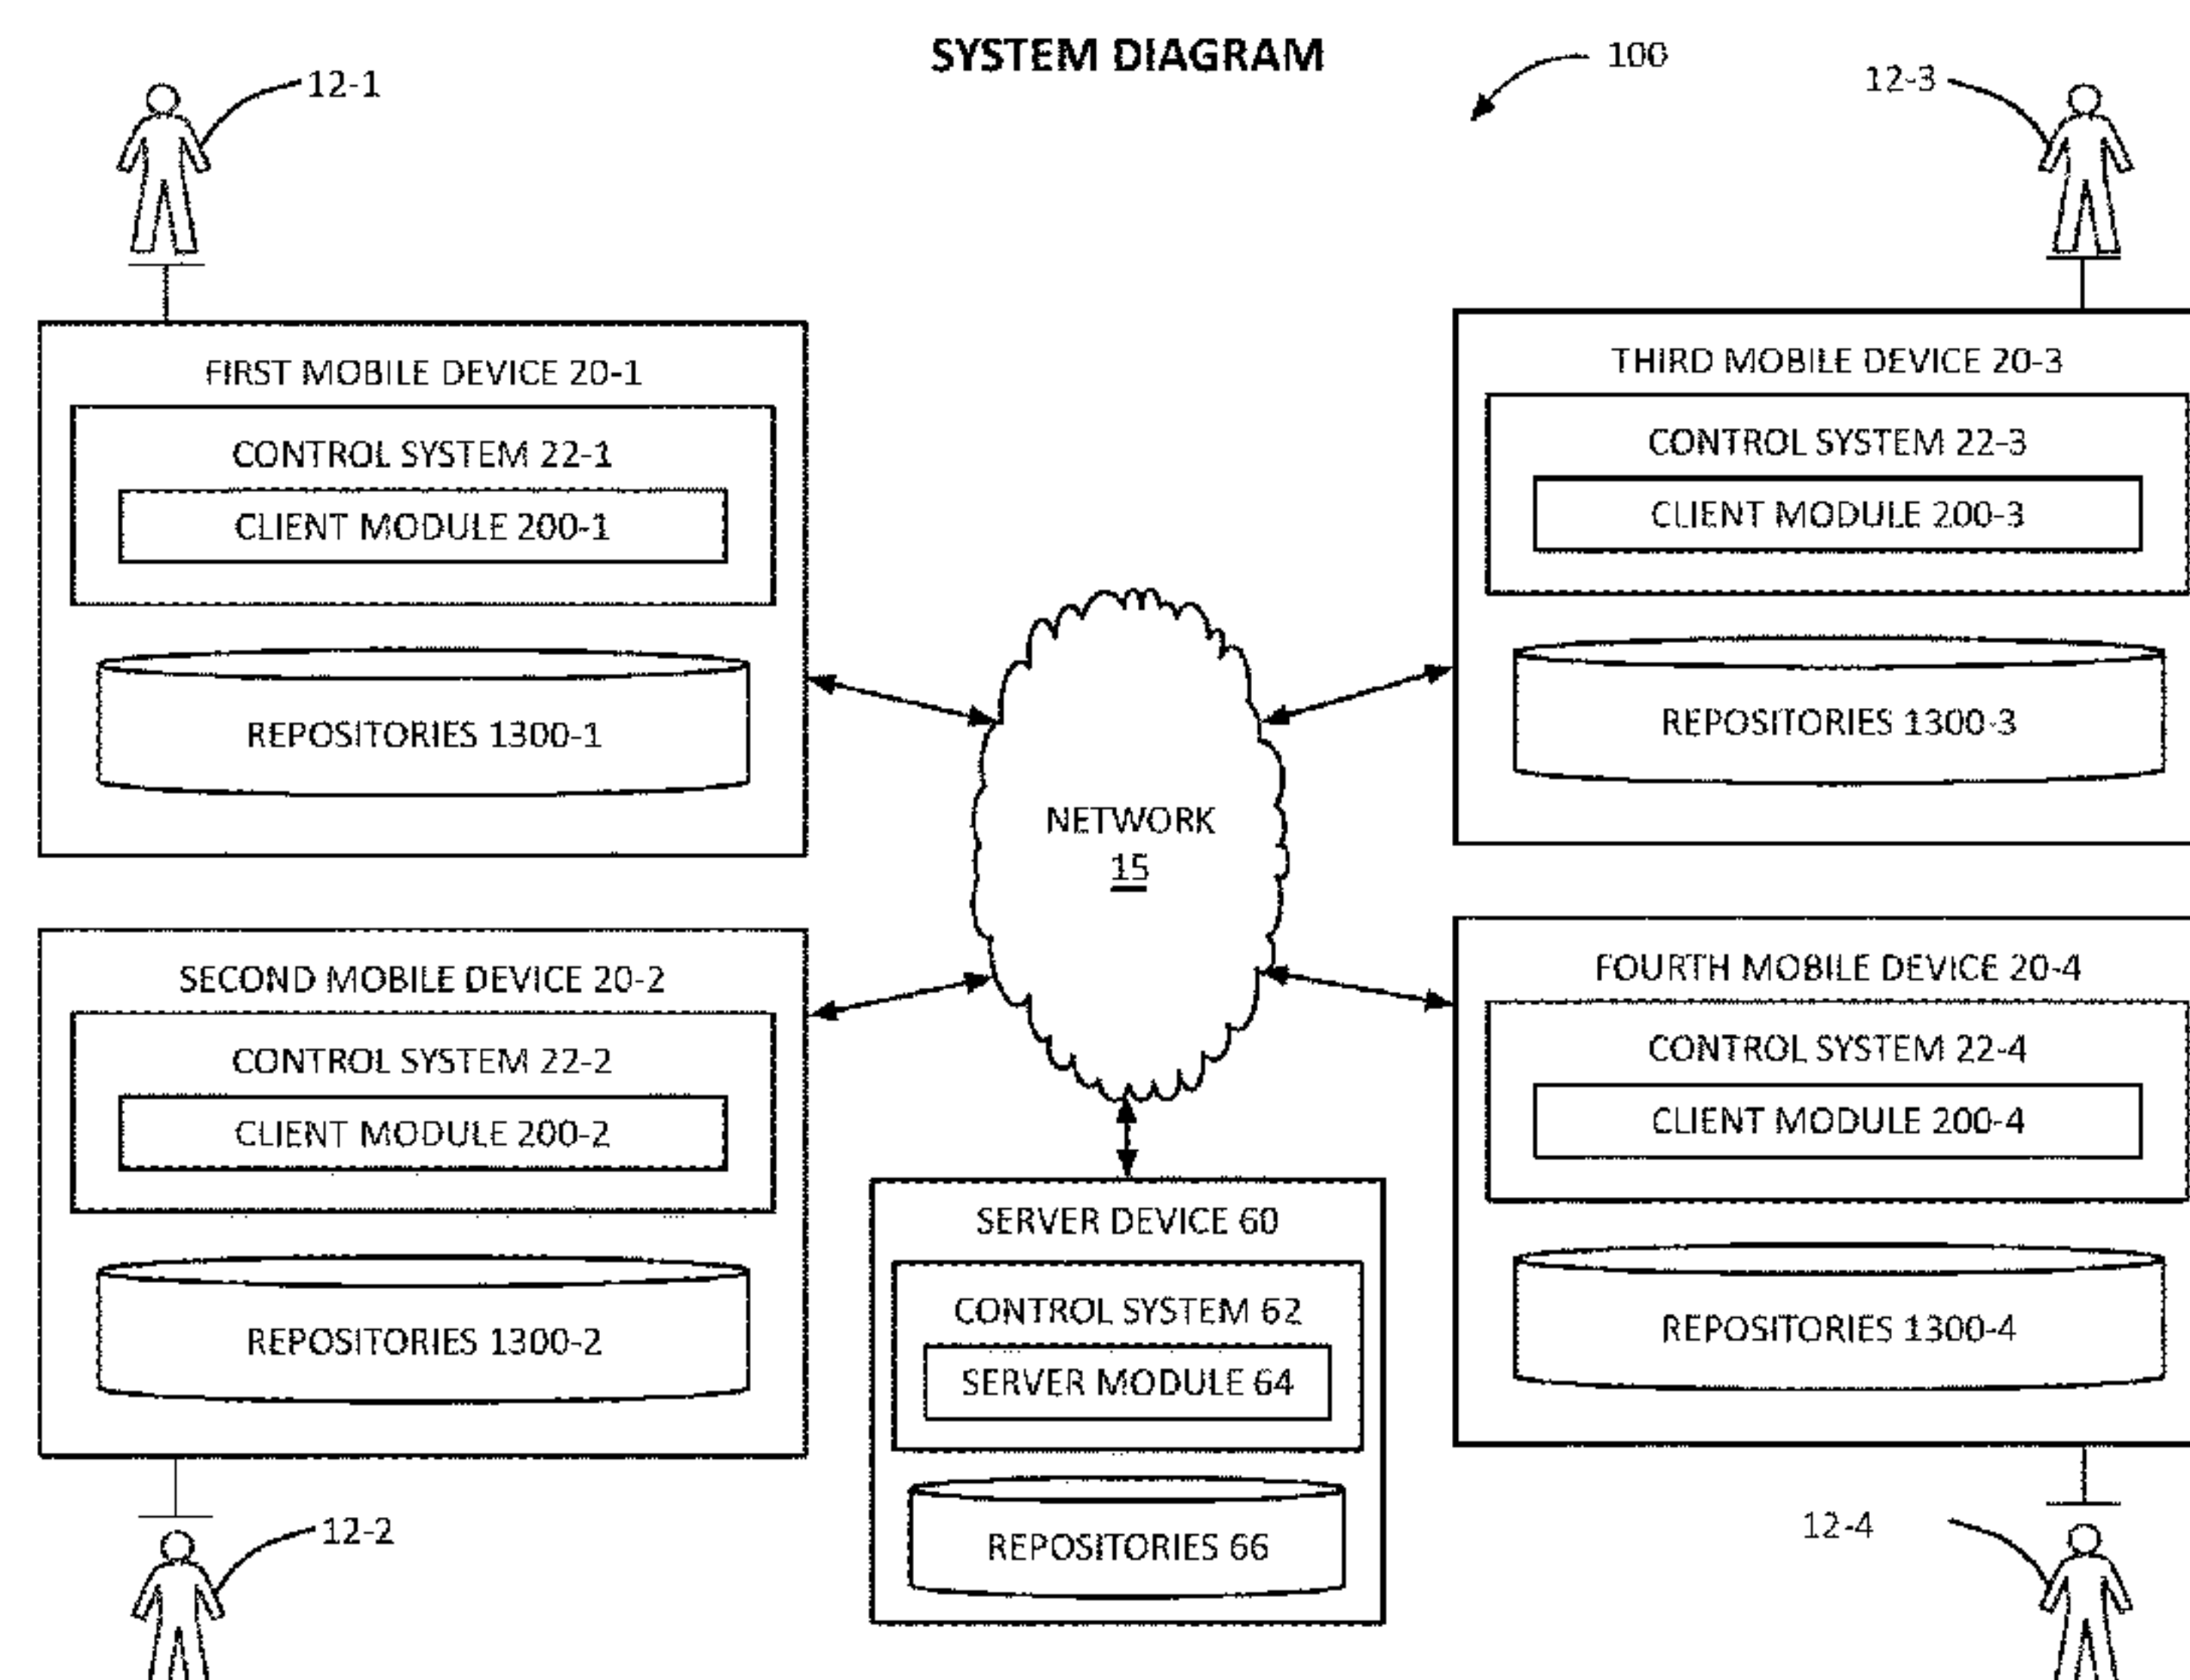 SYSTEM DIAGRAM
100
12-1
12-3
FIRST MOBILE DEVICE 20-1
CONTROL SYSTEM 22-1
CLIENT MODULE 200-1
REPOSITORIES 1300-1
THIRD MOBILE DEVICE 20-3
CONTROL SYSTEM 22-3
CLIENT MODULE 200-3
REPOSITORIES 1300-3
NETWORK
15
SECOND MOBILE DEVICE 20-2
CONTROL SYSTEM 22-2
CLIENT MODULE 200-2
REPOSITORIES 1300-2
FOURTH MOBILE DEVICE 20-4
CONTROL SYSTEM 22-4
CLIENT MODULE 200-4
REPOSITORIES 1300-4
SERVER DEVICE 60
CONTROL SYSTEM 62
SERVER MODULE 64
REPOSITORIES 66
12-2
12-4